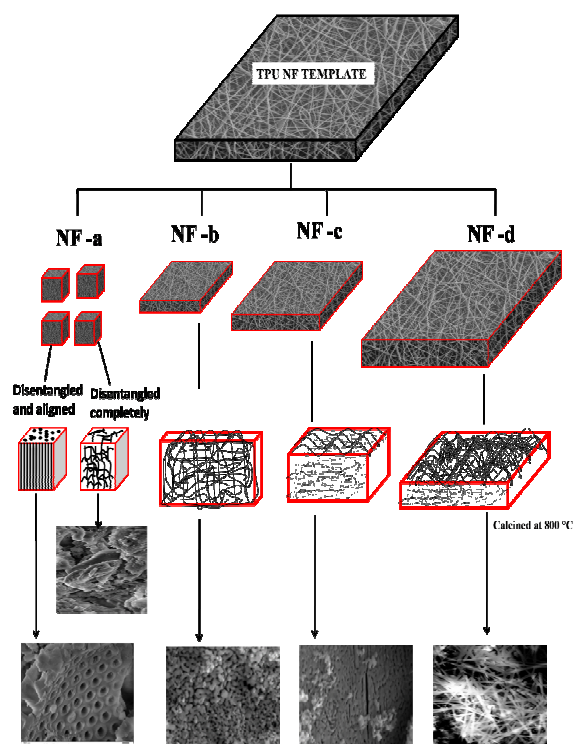 TPU NF TEMPLATE
NF -a
NF -b
NF -c
NF -d
Disentangled
and aligned
Disentangled
completely
Calcined at 800 °C